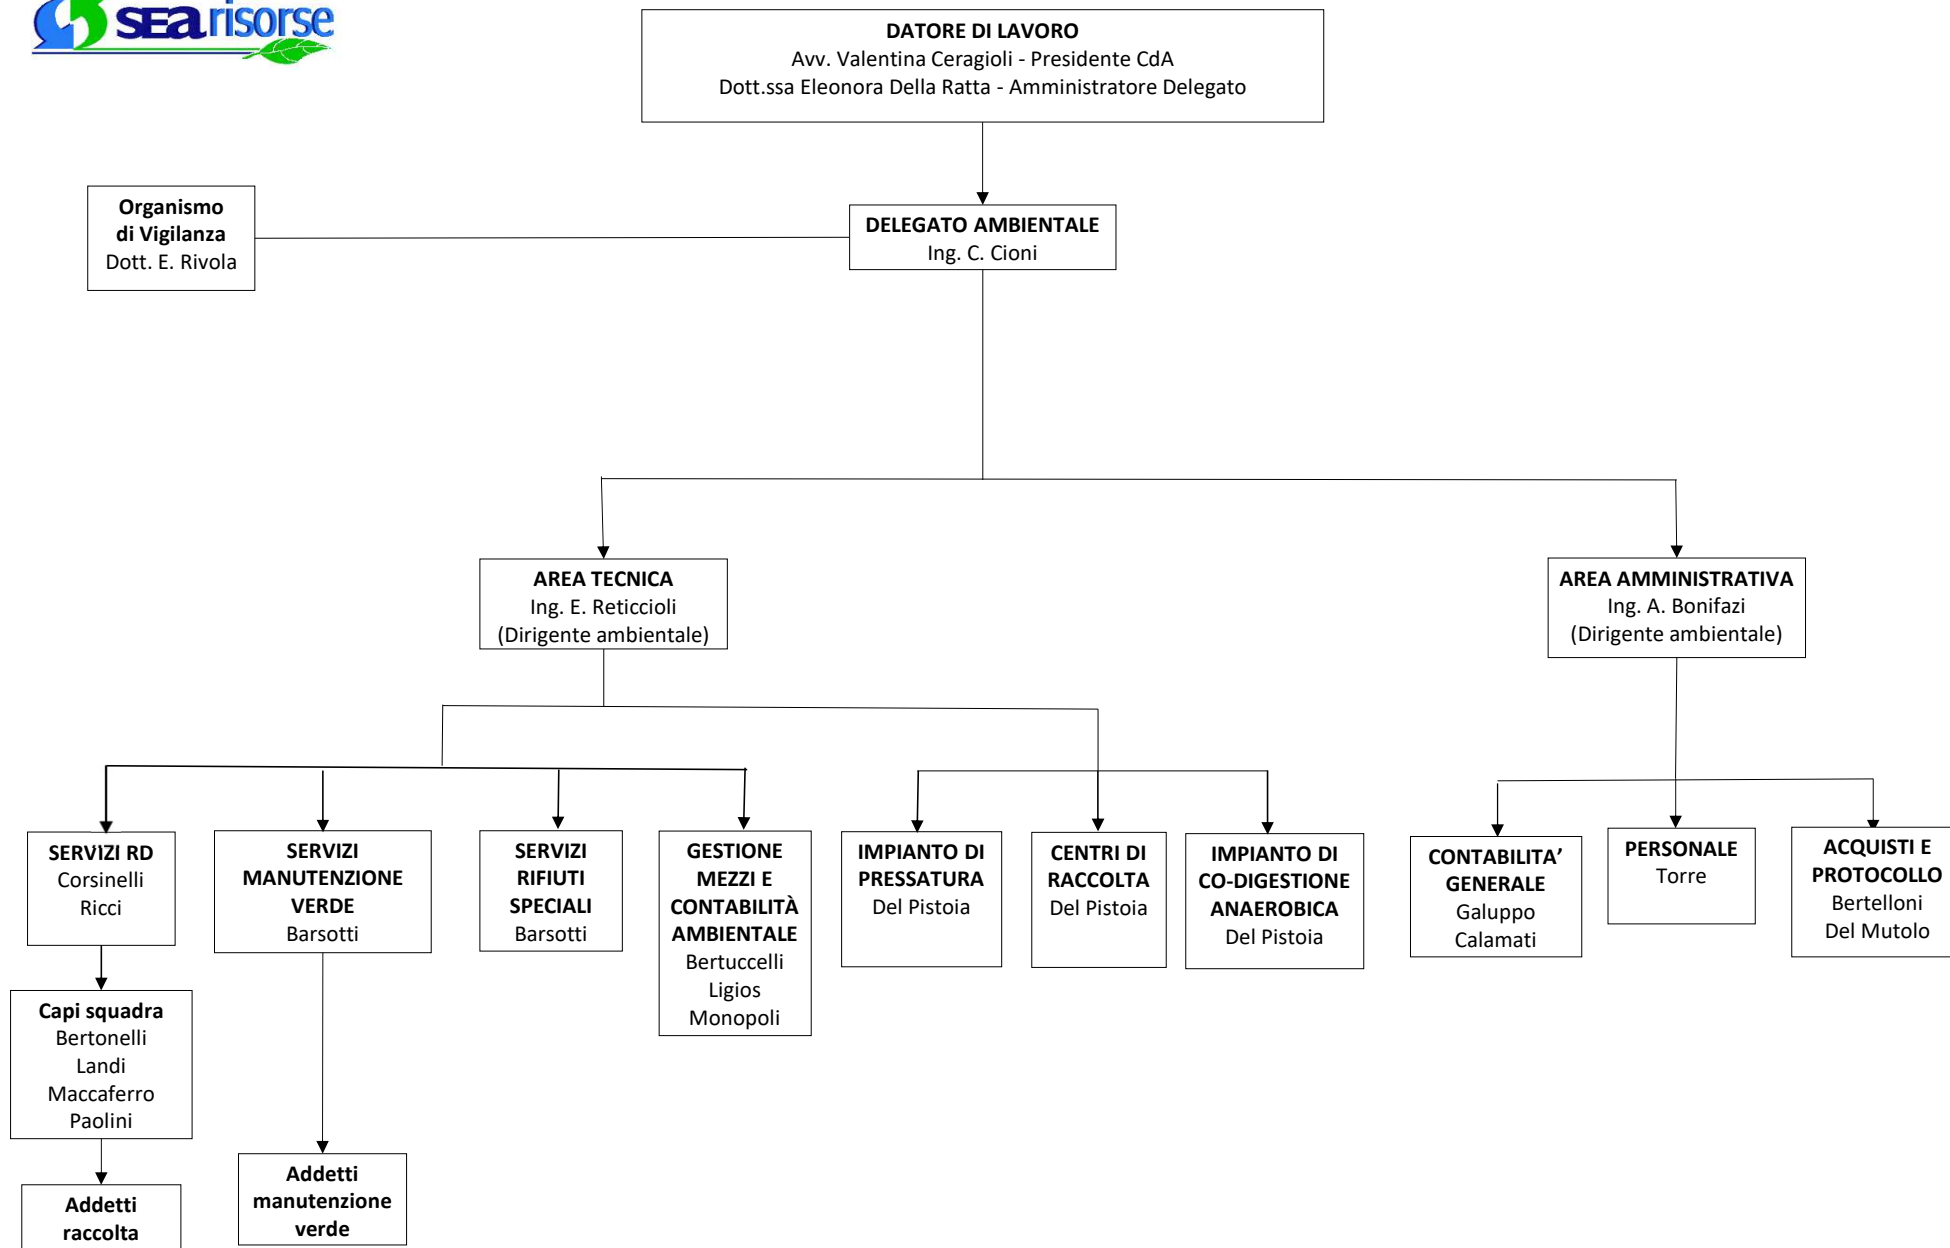 SEA risorse
DATORE DI LAVORO
Avv. Valentina Ceragioli - Presidente CdA
Dott.ssa Eleonora Della Ratta - Amministratore Delegato
Organismo
di Vigilanza
Dott. E. Rivola
DELEGATO AMBIENTALE
Ing. C. Cioni
AREA TECNICA
Ing. E. Reticcioli
(Dirigente ambientale)
AREA AMMINISTRATIVA
Ing. A. Bonifazi
(Dirigente ambientale)
SERVIZI RD
Corsinelli
Ricci
SERVIZI
MANUTENZIONE
VERDE
Barsotti
SERVIZI
RIFIUTI
SPECIALI
Barsotti
GESTIONE
MEZZI E
CONTABILITÀ
AMBIENTALE
Bertuccelli
Ligios
Monopoli
IMPIANTO DI
PRESSATURA
Del Pistoia
CENTRI DI
RACCOLTA
Del Pistoia
IMPIANTO DI
CO-DIGESTIONE
ANAEROBICA
Del Pistoia
CONTABILITA’
GENERALE
Galuppo
Calamati
PERSONALE
Torre
ACQUISTI E
PROTOCOLLO
Bertelloni
Del Mutolo
Capi squadra
Bertonelli
Landi
Maccaferro
Paolini
Addetti
raccolta
Addetti
manutenzione
verde